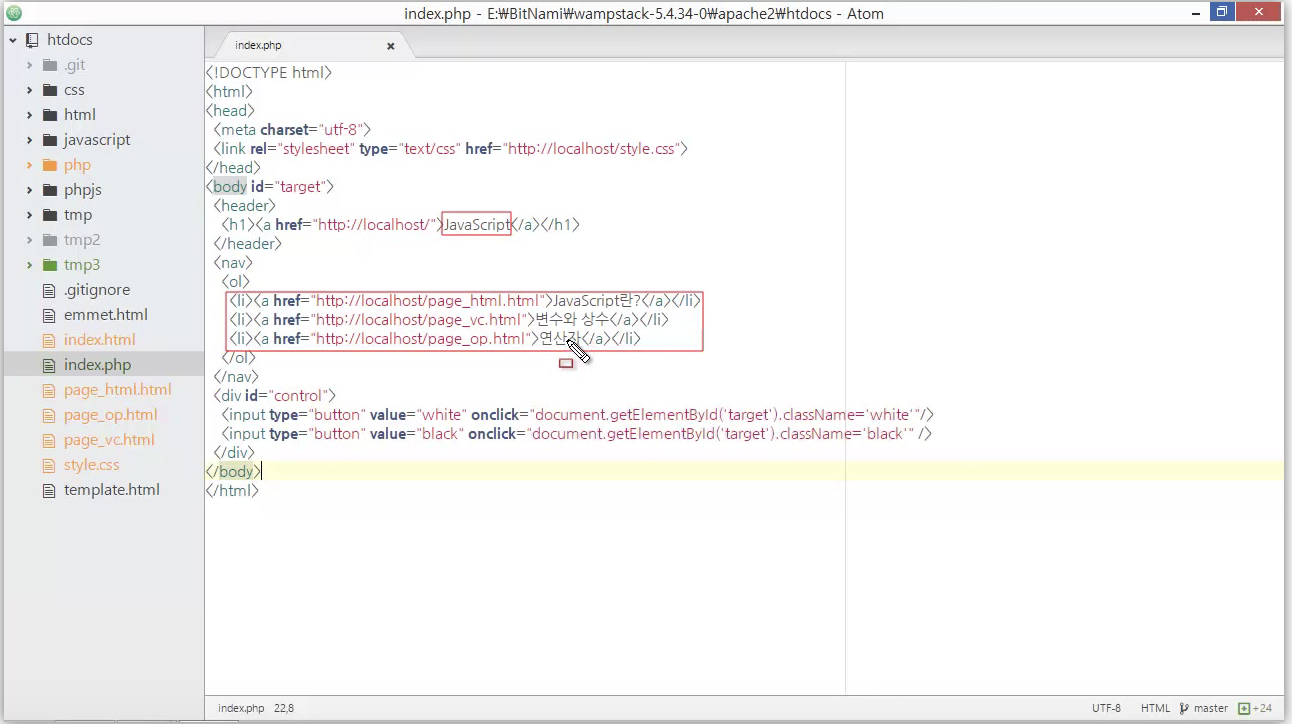 index.php - E:₩BitNami₩wampstack-5.4.34-0₩apache2₩htdocs - Atom
htdocs
.git
css
html
javascript
php
phpjs
tmp
tmp2
tmp3
.gitignore
emmet.html
index.html
index.php
page_html.html
page_op.html
page_vc.html
style.css
template.html
index.php
<!DOCTYPE html>
<html>
<head>
<meta charset="utf-8">
<link rel="stylesheet" type="text/css" href="http://localhost/style.css">
</head>
<body id="target">
<header>
<h1><a href="http://localhost/">JavaScript</a></h1>
</header>
<nav>
<ol>
<li><a href="http://localhost/page_html.html">JavaScript란?</a></li>
<li><a href="http://localhost/page_vc.html">변수와 상수</a></li>
<li><a href="http://localhost/page_op.html">연산자</a></li>
</ol>
</nav>
<div id="control">
<input type="button" value="white" onclick="document.getElementById('target').className='white'"/>
<input type="button" value="black" onclick="document.getElementById('target').className='black'" />
</div>
</body>
</html>
index.php 22,8 UTF-8 HTML master +24